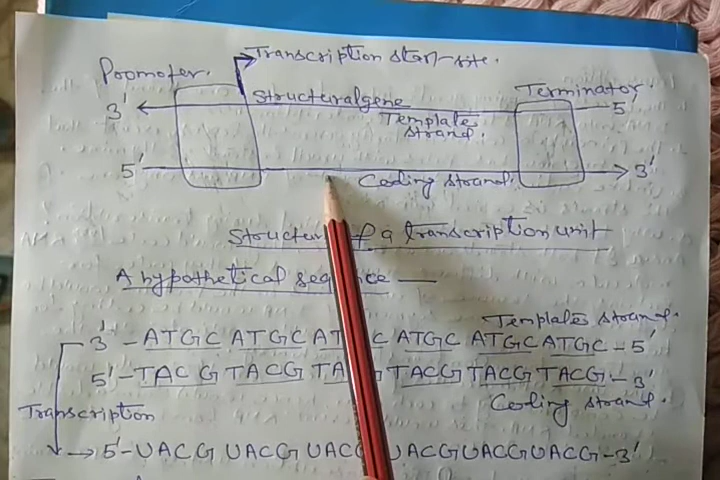 Transcription start-site.
Promoter.
Terminator.
Structural gene
3' 5
Template
strand.
5' 3'
Coding strand.
Structure of a transcription unit
A hypothetical sequence
Template strand.
3'-ATGC ATGC AT C ATGC ATGC ATGC-5'
5'-TACG TACG TA G TACG TACG TACG-3'
Coding strand.
Transcription
5'-UACG UACG UAC UACG UACG UACG-3'